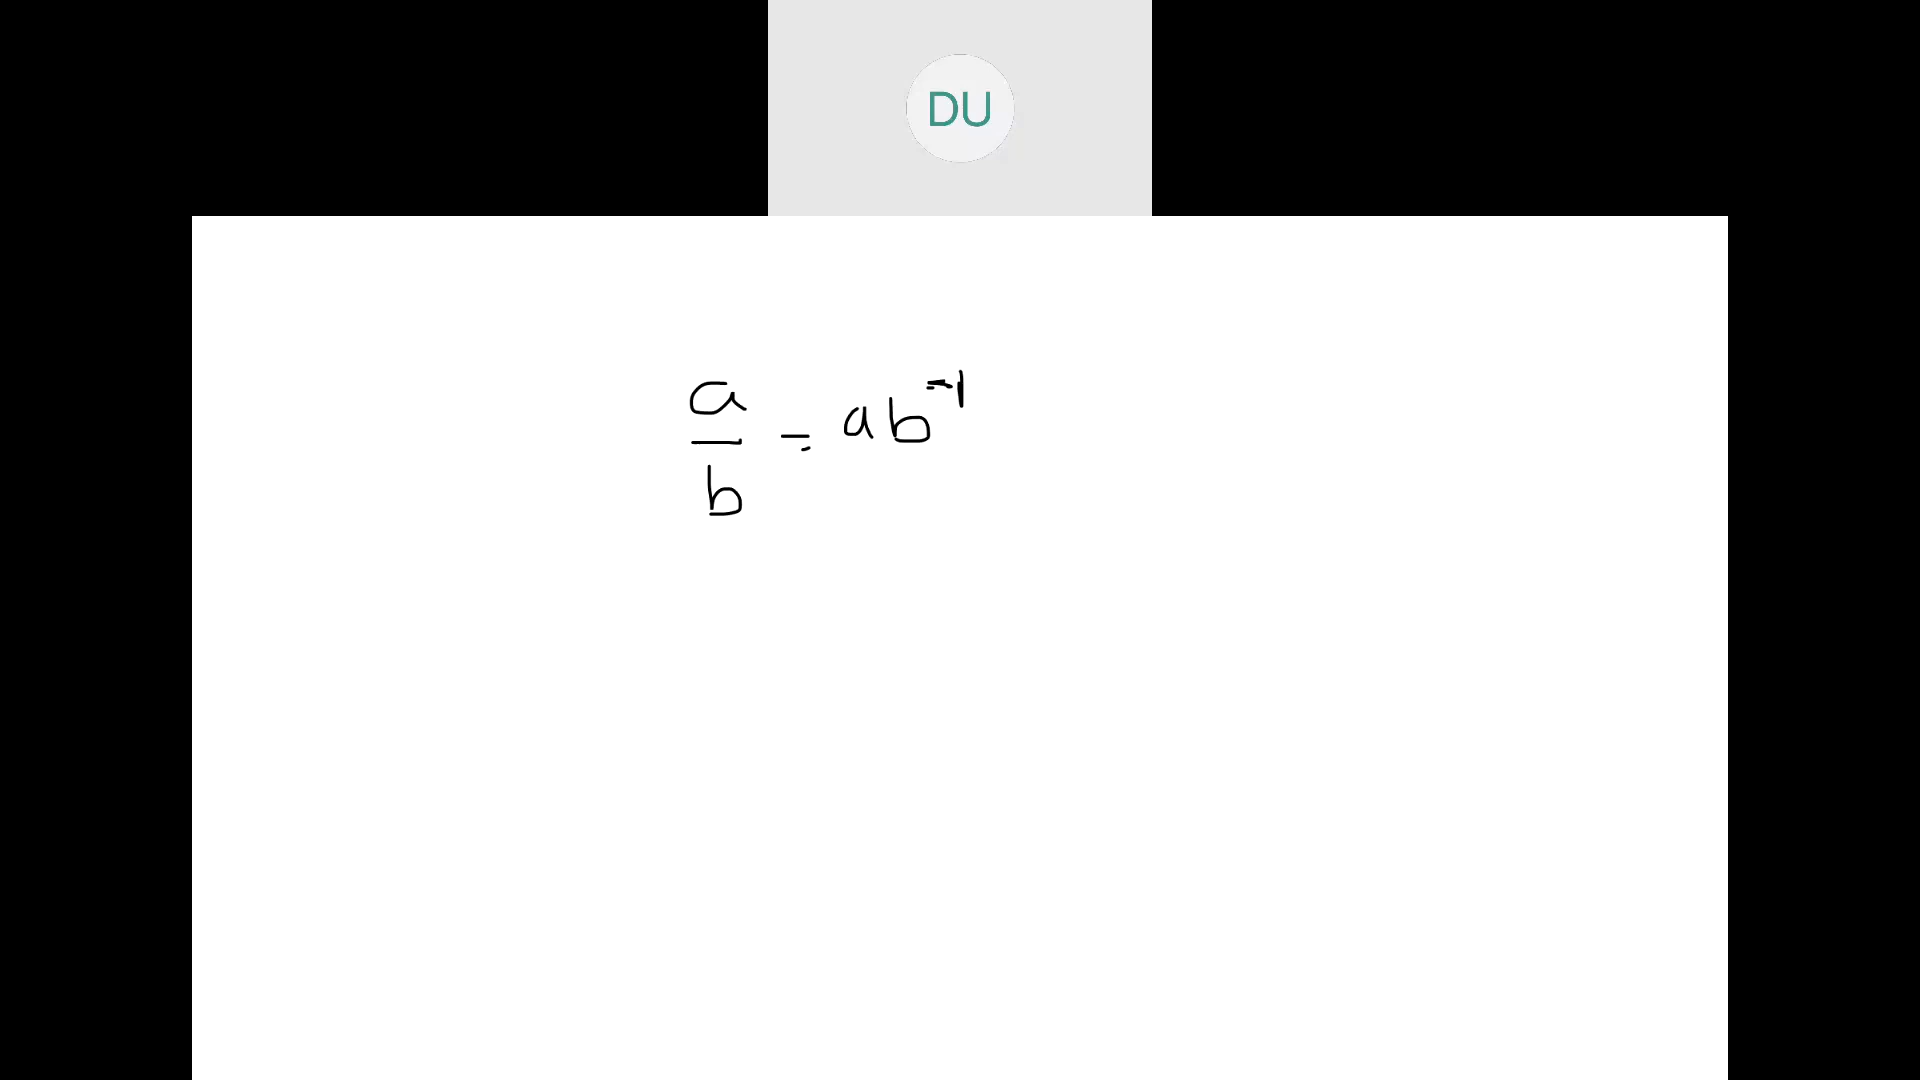 DU
a/b = ab⁻¹